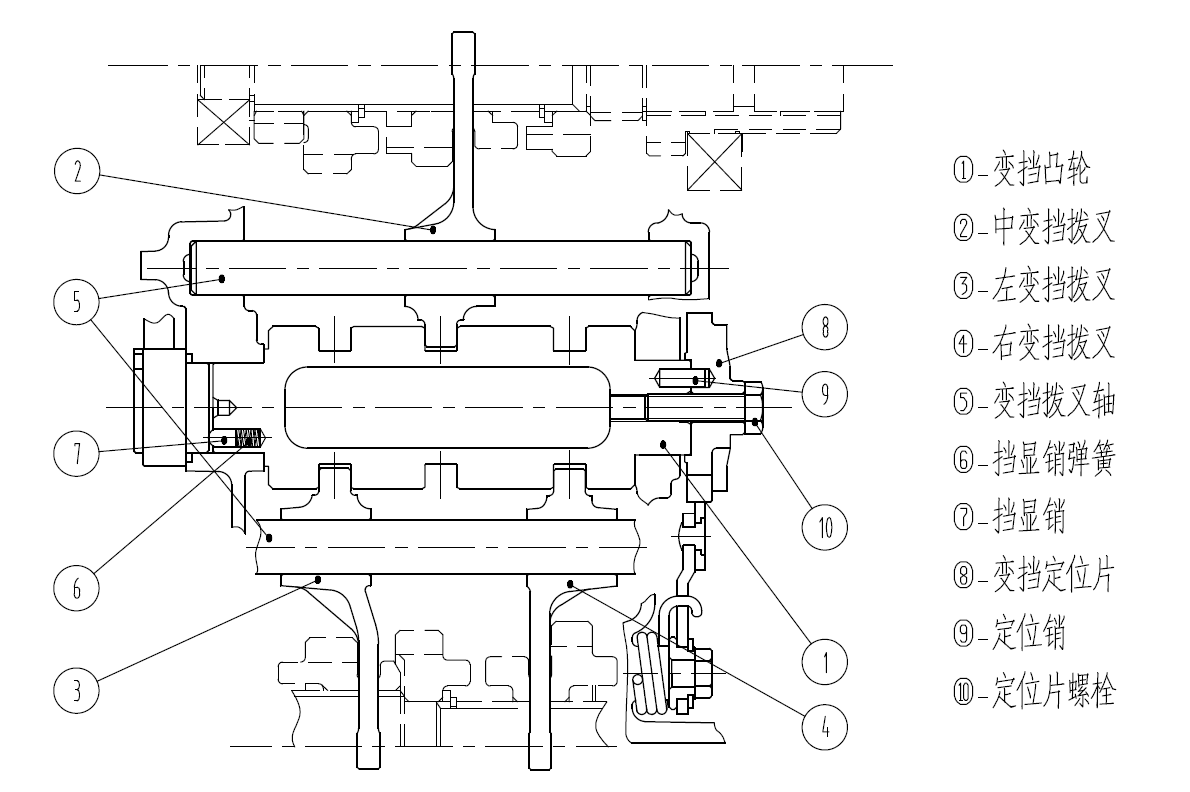 ②
⑤
⑦
⑥
③
⑧
⑨
⑩
①
④
①-变挡凸轮
②-中变挡拨叉
③-左变挡拨叉
④-右变挡拨叉
⑤-变挡拨叉轴
⑥-挡显销弹簧
⑦-挡显销
⑧-变挡定位片
⑨-定位销
⑩-定位片螺栓